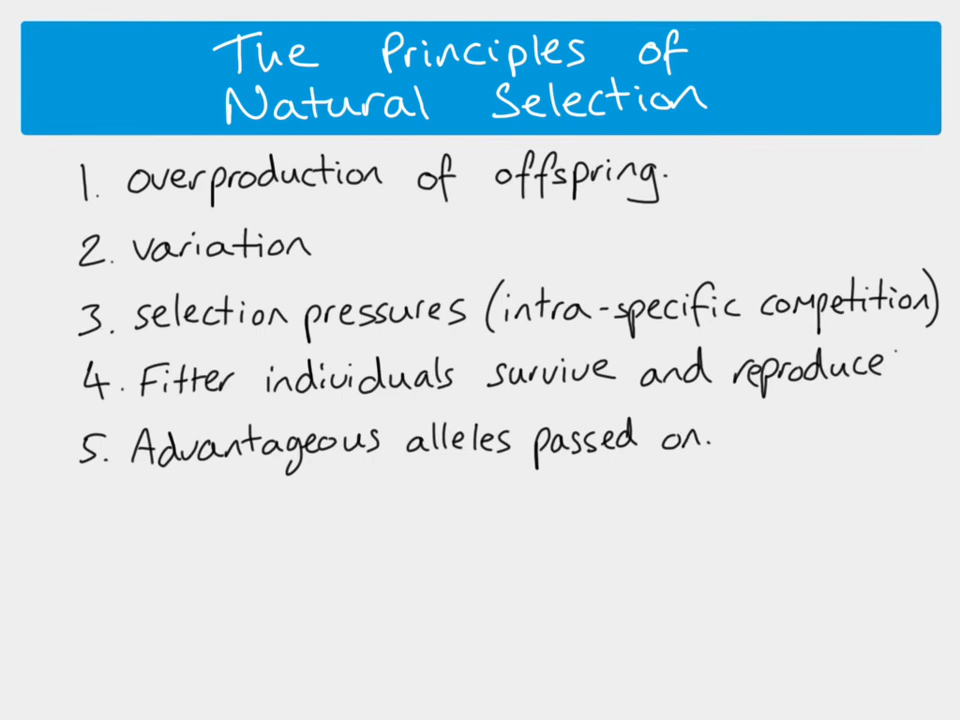 The Principles of
Natural Selection
1. overproduction of offspring.
2. variation
3. selection pressures (intra-specific competition)
4. Fitter individuals survive and reproduce
5. Advantageous alleles passed on.